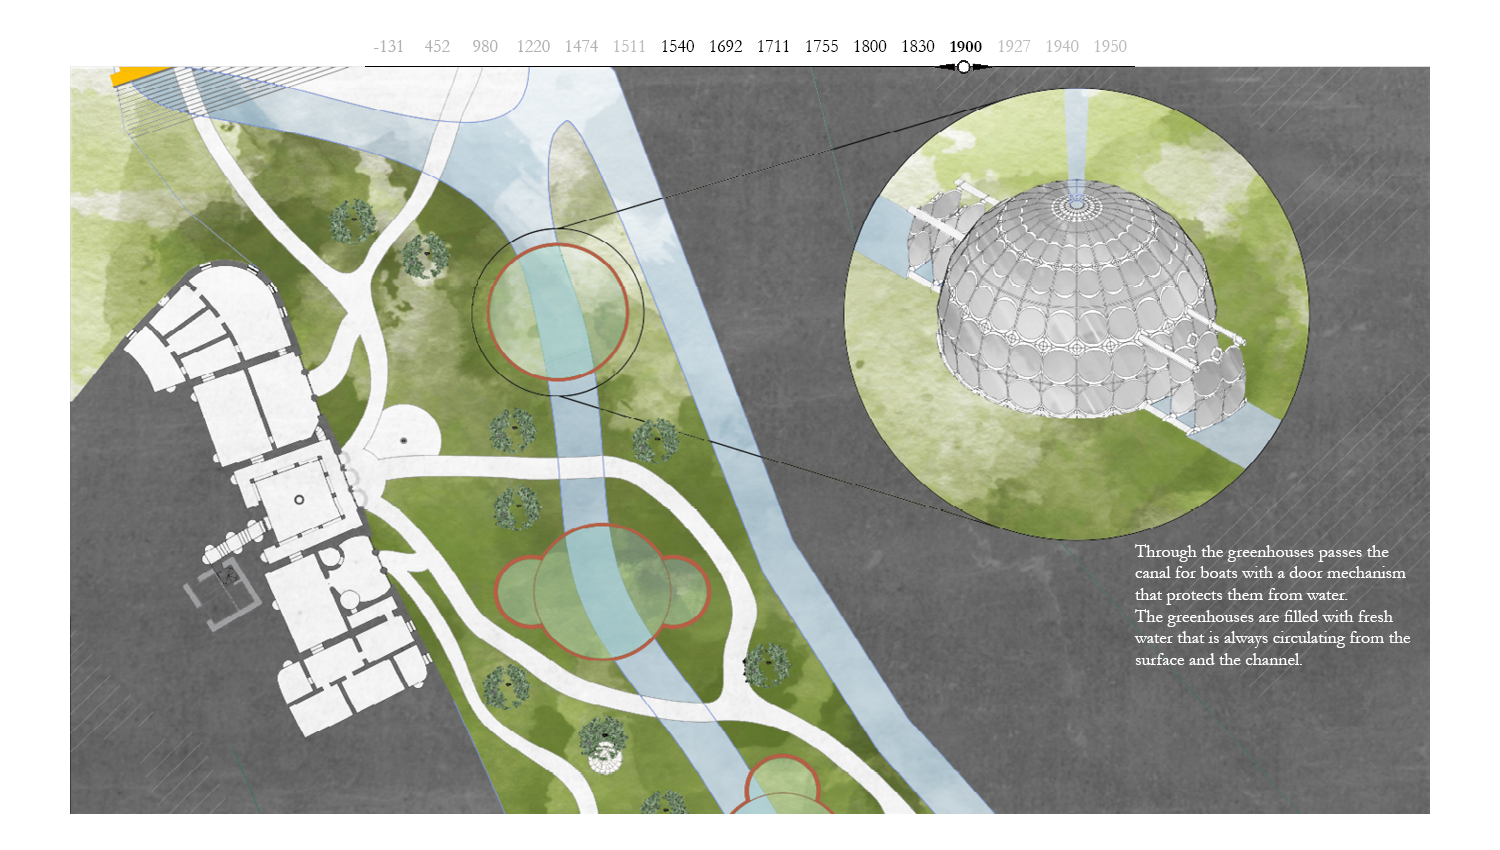 -131 452 980 1220 1474 1511 1540 1692 1711 1755 1800 1830 1900 1927 1940 1950
Through the greenhouses passes the
canal for boats with a door mechanism
that protects them from water.
The greenhouses are filled with fresh
water that is always circulating from the
surface and the channel.